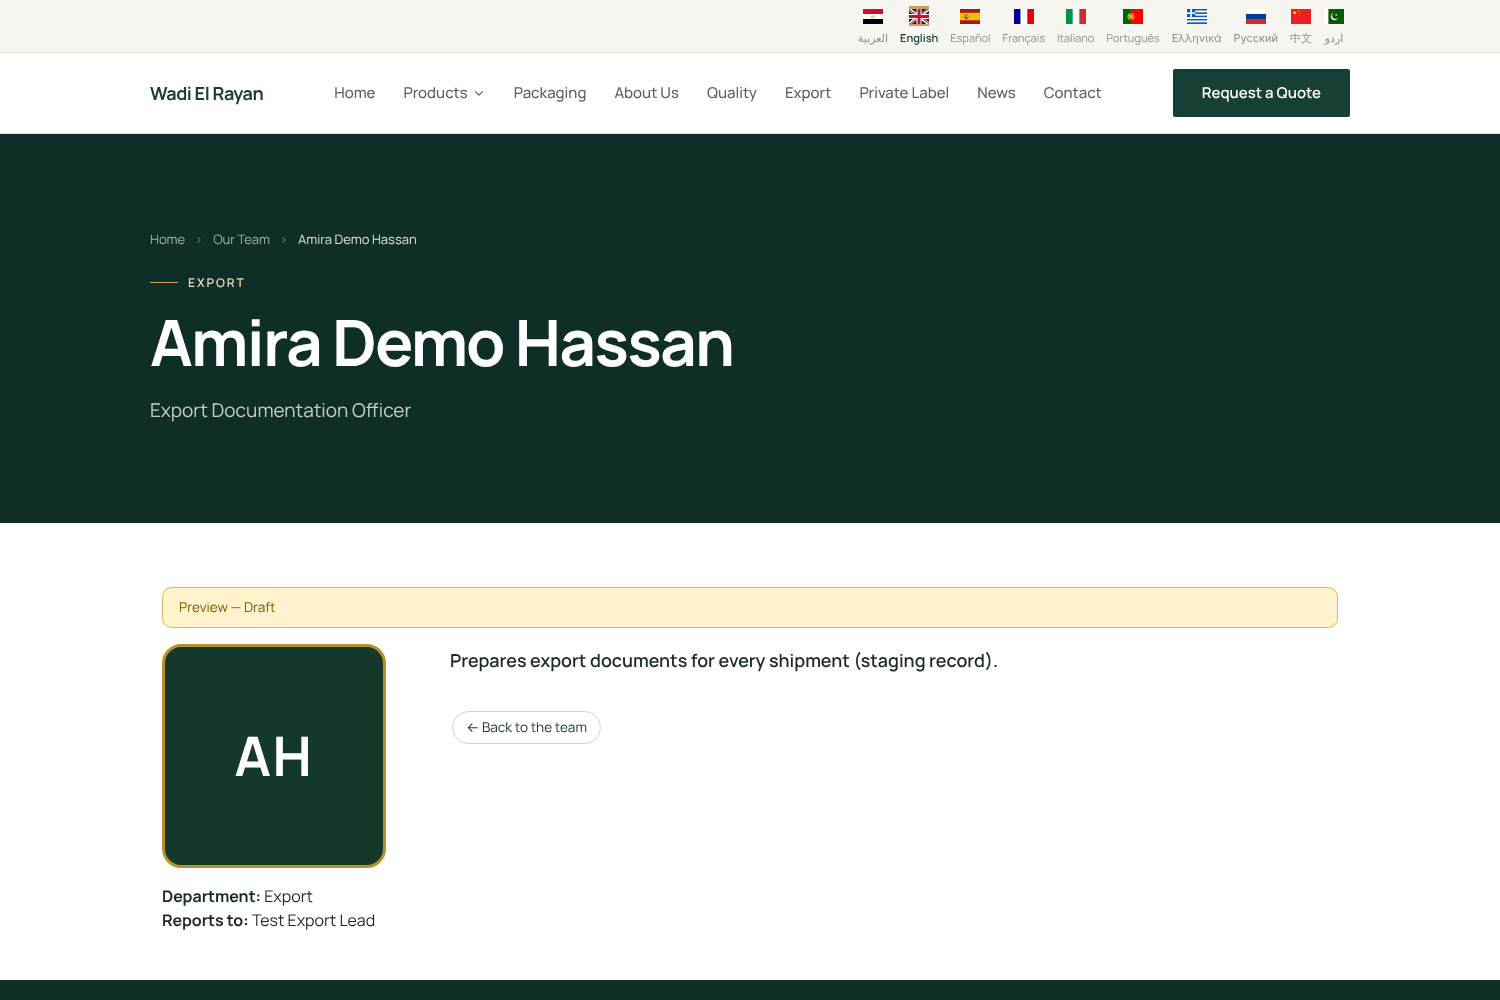 العربية
English
Español
Français
Italiano
Português
Ελληνικά
Русский
中文
اردو
Wadi El Rayan
Home
Products
Packaging
About Us
Quality
Export
Private Label
News
Contact
Request a Quote
Home › Our Team › Amira Demo Hassan
EXPORT
Amira Demo Hassan
Export Documentation Officer
Preview — Draft
AH
Prepares export documents for every shipment (staging record).
← Back to the team
Department: Export
Reports to: Test Export Lead